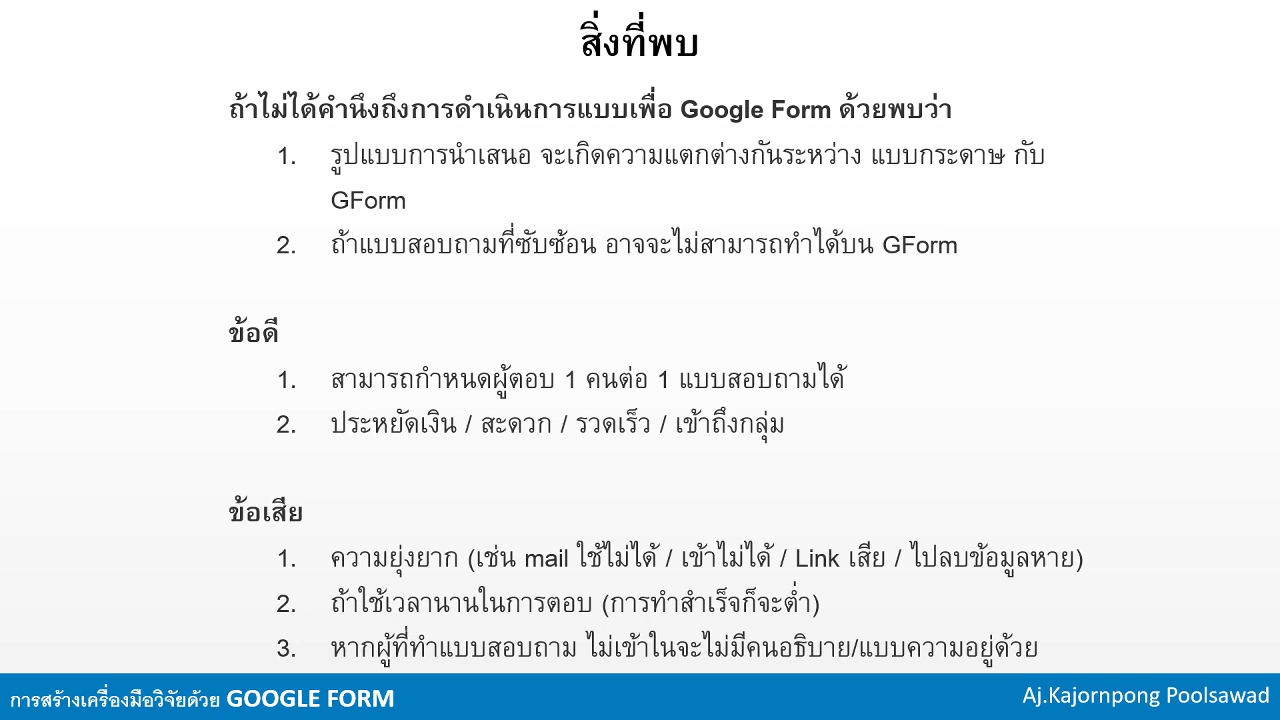 สิ่งที่พบ
ถ้าไม่ได้คำนึงถึงการดำเนินการแบบเพื่อ Google Form ด้วยพบว่า
1. รูปแบบการนำเสนอ จะเกิดความแตกต่างกันระหว่าง แบบกระดาษ กับ
GForm
2. ถ้าแบบสอบถามที่ซับซ้อน อาจจะไม่สามารถทำได้บน GForm
ข้อดี
1. สามารถกำหนดผู้ตอบ 1 คนต่อ 1 แบบสอบถามได้
2. ประหยัดเงิน / สะดวก / รวดเร็ว / เข้าถึงกลุ่ม
ข้อเสีย
1. ความยุ่งยาก (เช่น mail ใช้ไม่ได้ / เข้าไม่ได้ / Link เสีย / ไปลบข้อมูลหาย)
2. ถ้าใช้เวลานานในการตอบ (การทำสำเร็จก็จะต่ำ)
3. หากผู้ที่ทำแบบสอบถาม ไม่เข้าในจะไม่มีคนอธิบาย/แบบความอยู่ด้วย
การสร้างเครื่องมือวิจัยด้วย GOOGLE FORM
Aj.Kajornpong Poolsawad